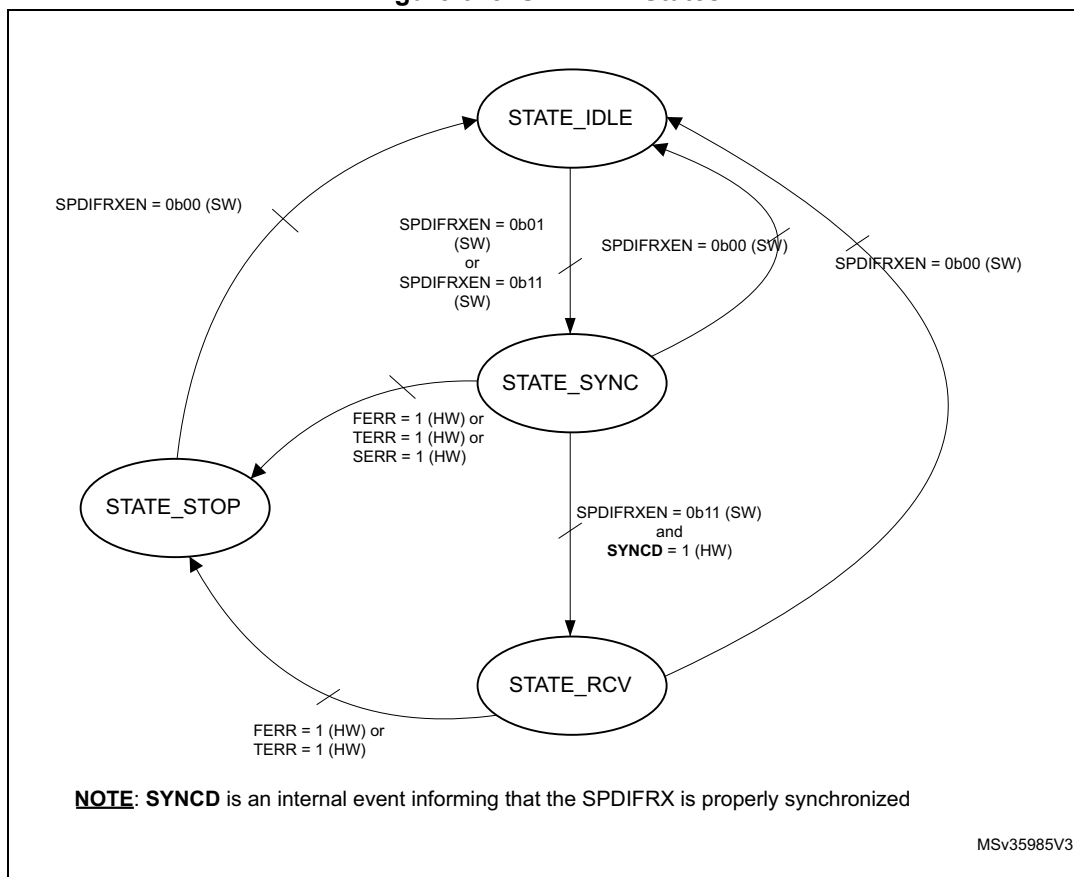 STATE_IDLE
SPDIFRXEN = 0b00 (SW)
SPDIFRXEN = 0b01
(SW)
or
SPDIFRXEN = 0b11
(SW)
SPDIFRXEN = 0b00 (SW)
SPDIFRXEN = 0b00 (SW)
STATE_SYNC
FERR = 1 (HW) or
TERR = 1 (HW) or
SERR = 1 (HW)
STATE_STOP
SPDIFRXEN = 0b11 (SW)
and
SYNCD = 1 (HW)
STATE_RCV
FERR = 1 (HW) or
TERR = 1 (HW)
NOTE: SYNCD is an internal event informing that the SPDIFRX is properly synchronized
MSv35985V3